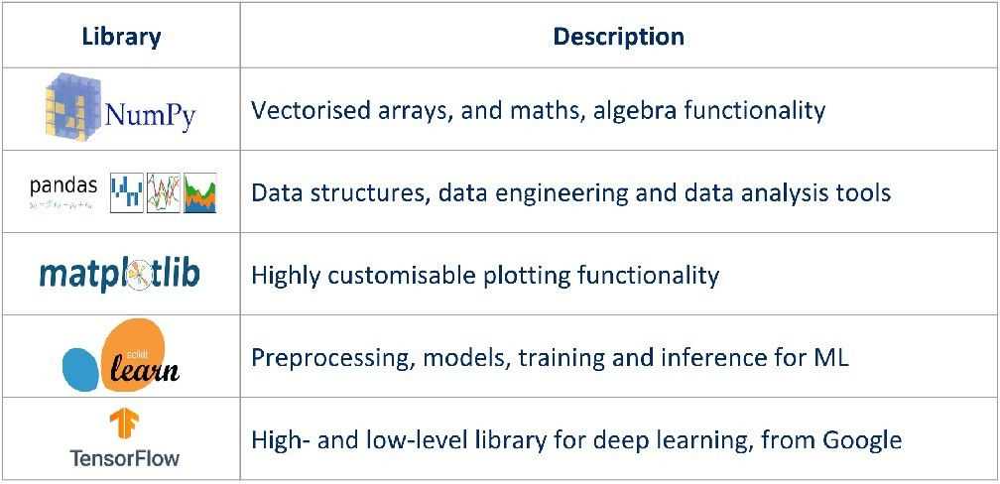 Library Description
NumPy Vectorised arrays, and maths, algebra functionality
pandas Data structures, data engineering and data analysis tools
matplotlib Highly customisable plotting functionality
scikit
learn Preprocessing, models, training and inference for ML
TensorFlow High- and low-level library for deep learning, from Google